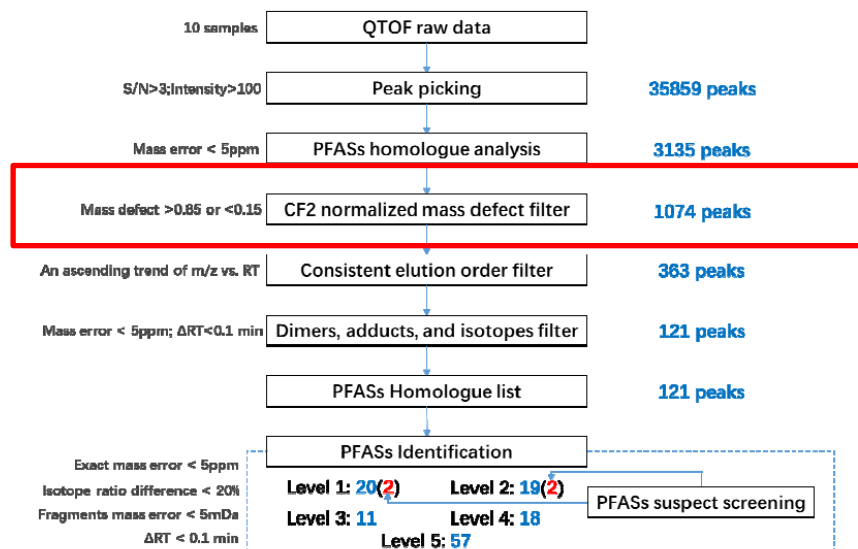 10 samples QTOF raw data
S/N>3;Intensity>100 Peak picking 35859 peaks
Mass error < 5ppm PFASs homologue analysis 3135 peaks
Mass defect >0.85 or <0.15 CF2 normalized mass defect filter 1074 peaks
An ascending trend of m/z vs. RT Consistent elution order filter 363 peaks
Mass error < 5ppm; ΔRT<0.1 min Dimers, adducts, and isotopes filter 121 peaks
PFASs Homologue list 121 peaks
PFASs Identification
Exact mass error < 5ppm
Isotope ratio difference < 20% Level 1: 20(2) Level 2: 19(2)
PFASs suspect screening
Fragments mass error < 5mDa Level 3: 11 Level 4: 18
ΔRT < 0.1 min Level 5: 57